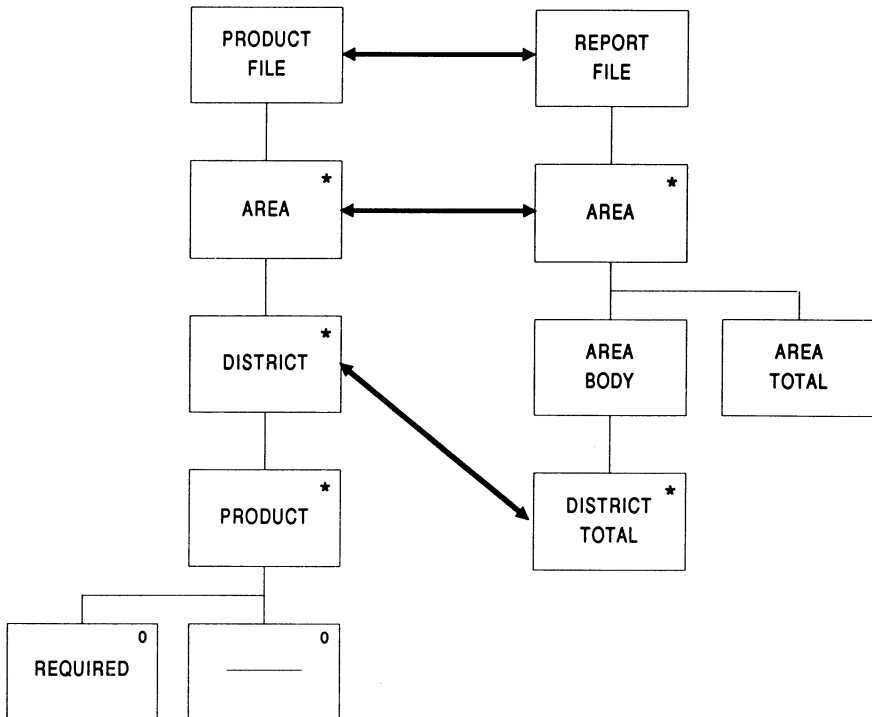 PRODUCT
FILE
REPORT
FILE
*
AREA
*
AREA
*
DISTRICT
AREA
BODY
AREA
TOTAL
*
PRODUCT
*
DISTRICT
TOTAL
0
REQUIRED
0